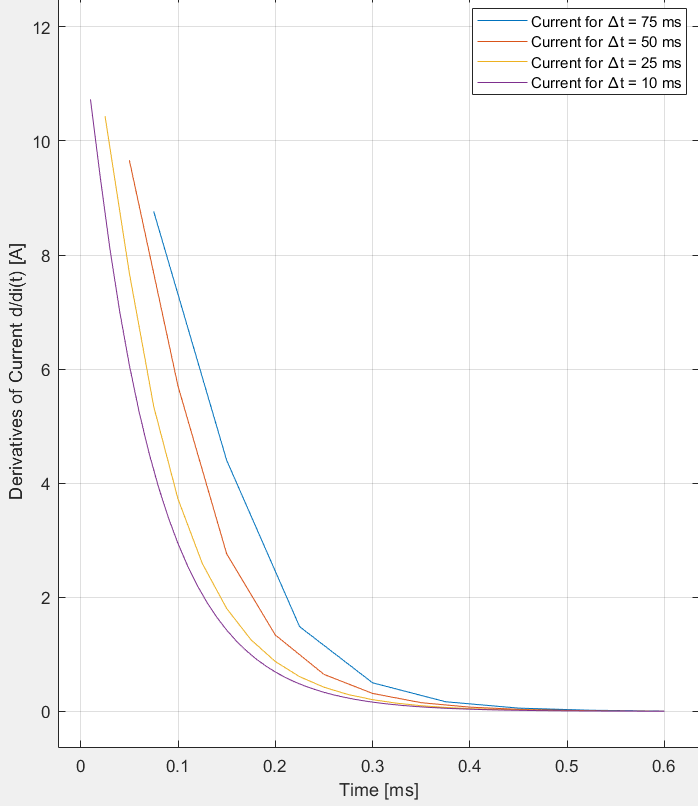 Current for Δt = 75 ms
Current for Δt = 50 ms
Current for Δt = 25 ms
Current for Δt = 10 ms
12
10
8
6
4
2
0
Derivatives of Current d/di(t) [A]
0
0.1
0.2
0.3
0.4
0.5
0.6
Time [ms]